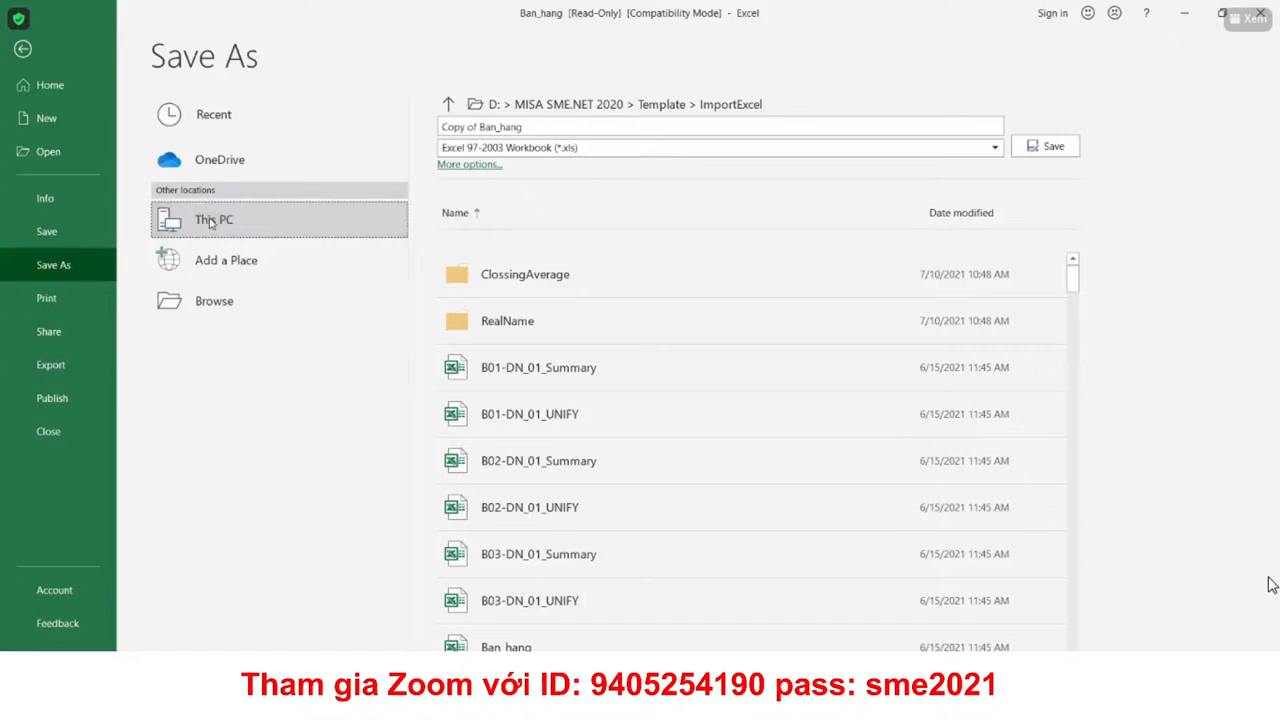 Ban_hang [Read-Only] [Compatibility Mode] - Excel
Sign in
?
Xem
Save As
Home
New
Open
Info
Save
Save As
Print
Share
Export
Publish
Close
Account
Feedback
Recent
OneDrive
Other locations
This PC
Add a Place
Browse
D: > MISA SME.NET 2020 > Template > ImportExcel
Copy of Ban_hang
Excel 97-2003 Workbook (*.xls)
Save
More options...
Name ↑ Date modified
ClossingAverage 7/10/2021 10:48 AM
RealName 7/10/2021 10:48 AM
B01-DN_01_Summary 6/15/2021 11:45 AM
B01-DN_01_UNIFY 6/15/2021 11:45 AM
B02-DN_01_Summary 6/15/2021 11:45 AM
B02-DN_01_UNIFY 6/15/2021 11:45 AM
B03-DN_01_Summary 6/15/2021 11:45 AM
B03-DN_01_UNIFY 6/15/2021 11:45 AM
Ban_hang 6/15/2021 11:45 AM
Tham gia Zoom với ID: 9405254190 pass: sme2021